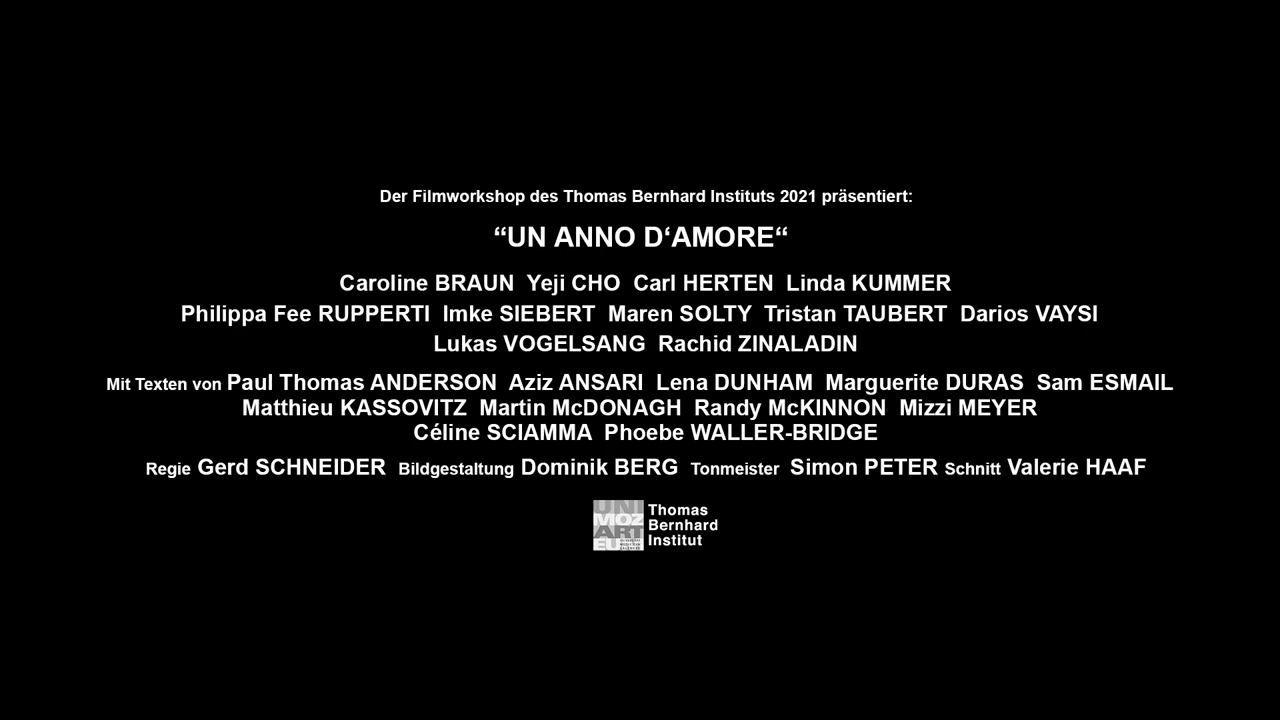 Der Filmworkshop des Thomas Bernhard Instituts 2021 präsentiert:
“UN ANNO D‘AMORE“
Caroline BRAUN Yeji CHO Carl HERTEN Linda KUMMER
Philippa Fee RUPPERTI Imke SIEBERT Maren SOLTY Tristan TAUBERT Darios VAYSI
Lukas VOGELSANG Rachid ZINALADIN
Mit Texten von Paul Thomas ANDERSON Aziz ANSARI Lena DUNHAM Marguerite DURAS Sam ESMAIL
Matthieu KASSOVITZ Martin McDONAGH Randy McKINNON Mizzi MEYER
Céline SCIAMMA Phoebe WALLER-BRIDGE
Regie Gerd SCHNEIDER Bildgestaltung Dominik BERG Tonmeister Simon PETER Schnitt Valerie HAAF
UNI
MOZ
ART
EU
Thomas
Bernhard
Institut